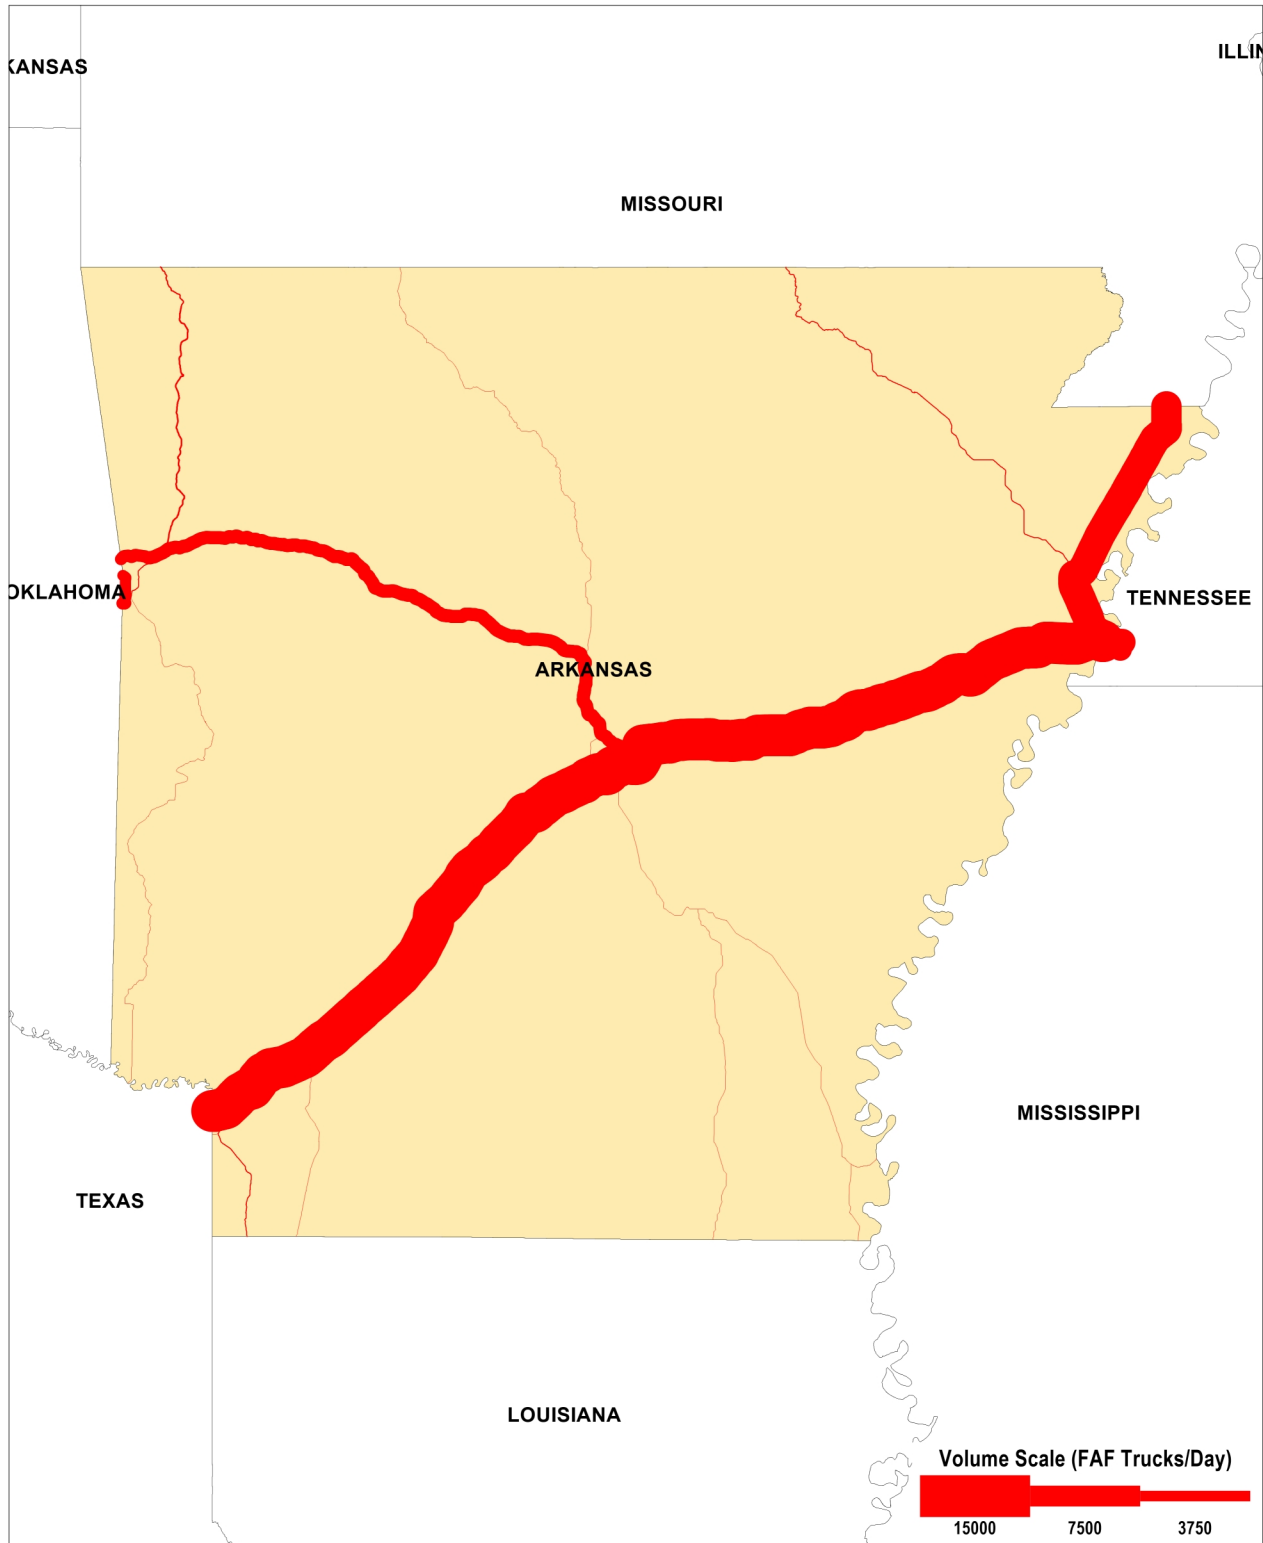 ILLIN
KANSAS
MISSOURI
OKLAHOMA
TENNESSEE
ARKANSAS
MISSISSIPPI
TEXAS
LOUISIANA
Volume Scale (FAF Trucks/Day)
15000 7500 3750